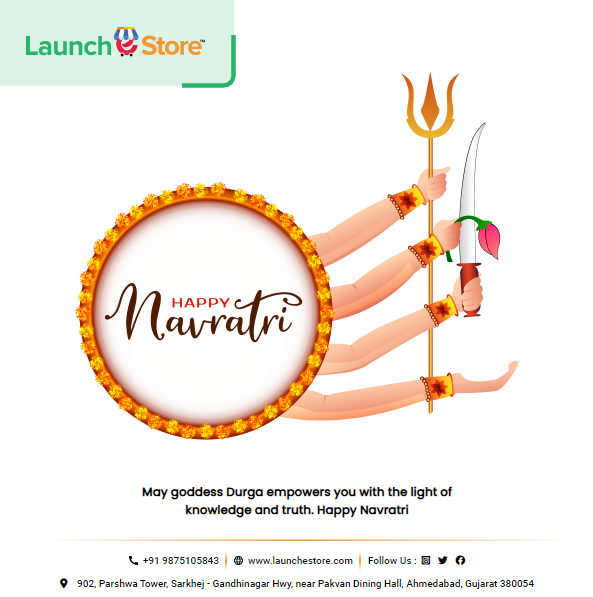 Launch Store™
HAPPY
Navratri
May goddess Durga empowers you with the light of
knowledge and truth. Happy Navratri
+91 9875105843 www.launchestore.com Follow Us :
902, Parshwa Tower, Sarkhej - Gandhinagar Hwy, near Pakvan Dining Hall, Ahmedabad, Gujarat 380054